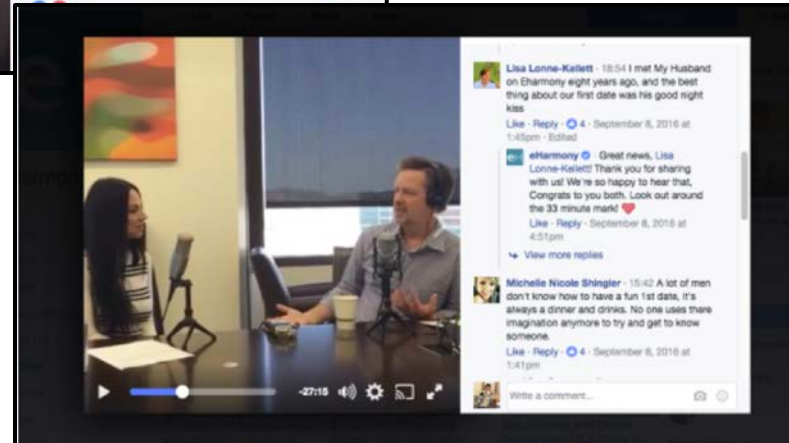 -27:15
Lisa Lonne-Kellett · 18:54 I met My Husband
on Eharmony eight years ago, and the best
thing about our first date was his good night
kiss
Like · Reply · 4 · September 8, 2016 at
1:45pm · Edited
eHarmony · Great news, Lisa
Lonne-Kellett! Thank you for sharing
with us! We're so happy to hear that,
Congrats to you both. Look out around
the 33 minute mark!
Like · Reply · September 8, 2016 at
4:51pm
View more replies
Michelle Nicole Shingler · 15:42 A lot of men
don't know how to have a fun 1st date, it's
always a dinner and drinks. No one uses there
imagination anymore to try and get to know
someone.
Like · Reply · 4 · September 8, 2016 at
1:41pm
Write a comment...